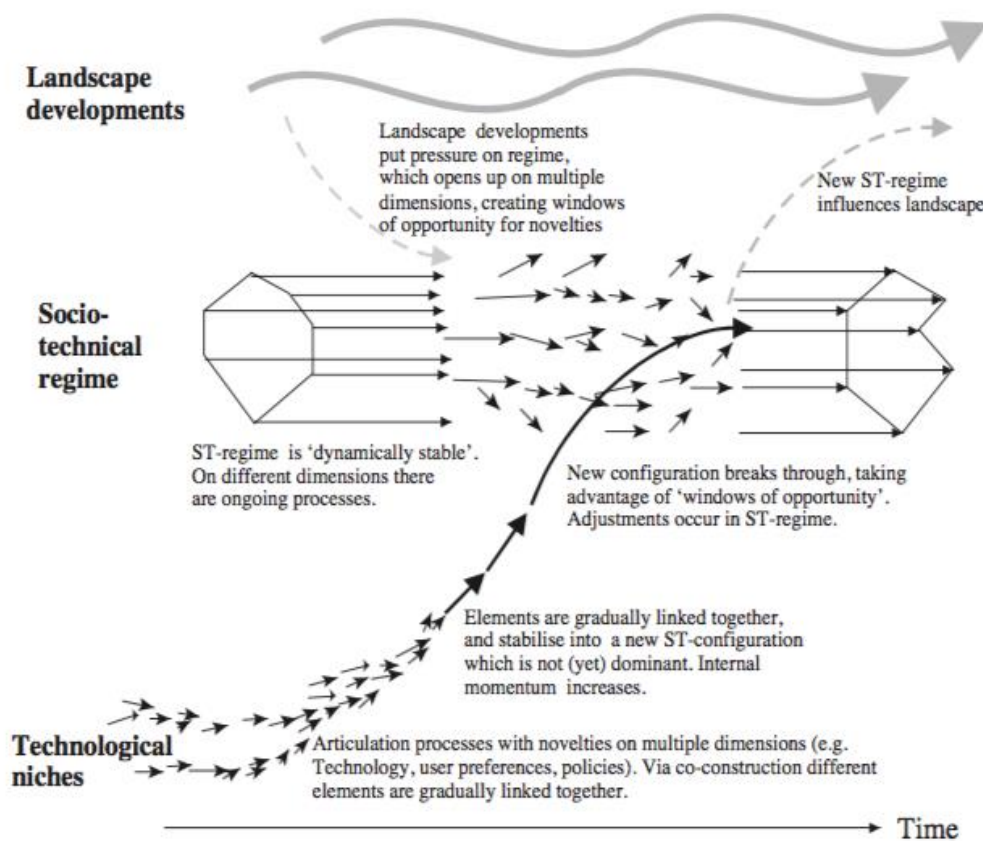 Landscape
developments
Landscape developments
put pressure on regime,
which opens up on multiple
dimensions, creating windows
of opportunity for novelties
New ST-regime
influences landscape
Socio-
technical
regime
ST-regime is ‘dynamically stable’.
On different dimensions there
are ongoing processes.
New configuration breaks through, taking
advantage of ‘windows of opportunity’.
Adjustments occur in ST-regime.
Elements are gradually linked together,
and stabilise into a new ST-configuration
which is not (yet) dominant. Internal
momentum increases.
Technological
niches
Articulation processes with novelties on multiple dimensions (e.g.
Technology, user preferences, policies). Via co-construction different
elements are gradually linked together.
Time